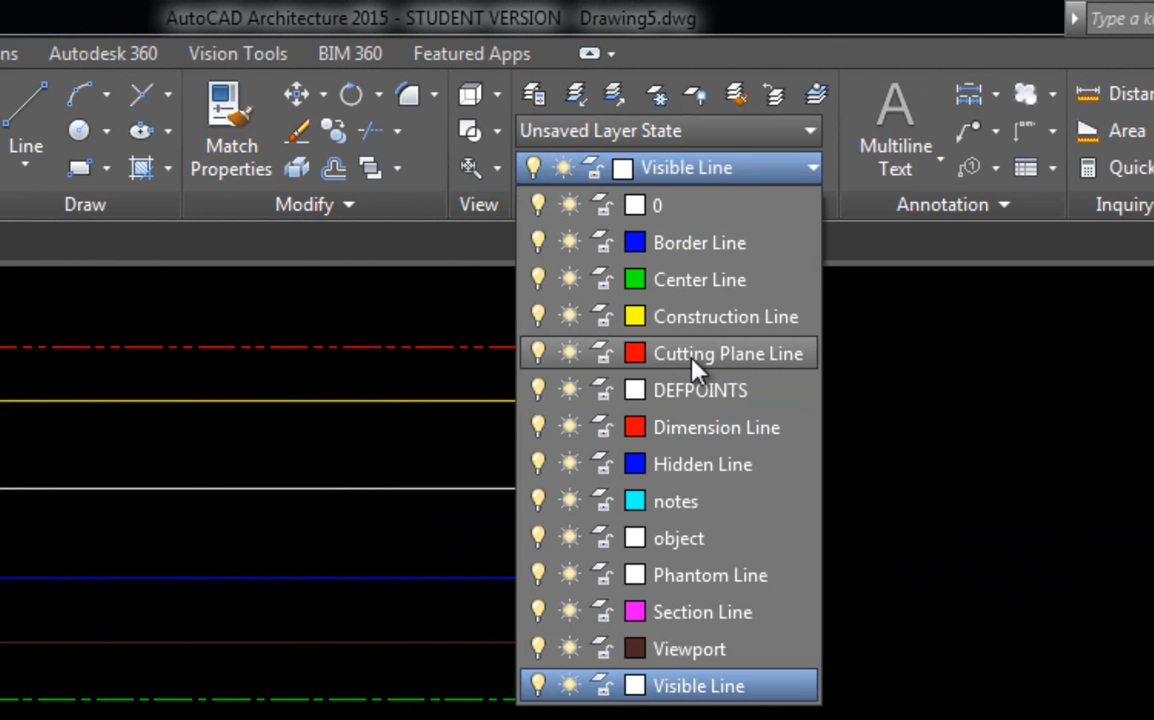 AutoCAD Architecture 2015 - STUDENT VERSION Drawing5.dwg
Type a k
ns Autodesk 360 Vision Tools BIM 360 Featured Apps
Line
Match
Properties
Unsaved Layer State
Visible Line
Multiline
Text
Distan
Area
Quick
Draw Modify View Annotation Inquiry
0
Border Line
Center Line
Construction Line
Cutting Plane Line
DEFPOINTS
Dimension Line
Hidden Line
notes
object
Phantom Line
Section Line
Viewport
Visible Line